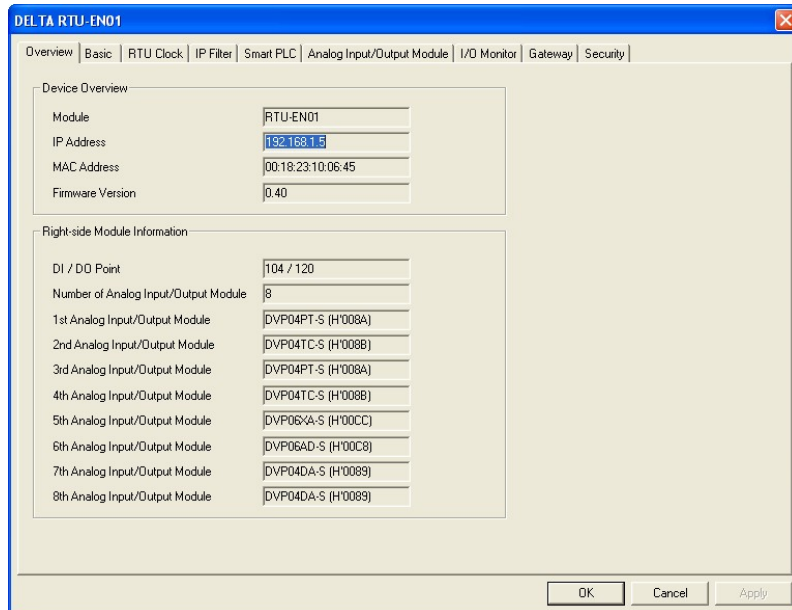 DELTA RTU-EN01
Overview Basic RTU Clock IP Filter Smart PLC Analog Input/Output Module I/O Monitor Gateway Security
Device Overview
Module RTU-EN01
IP Address 192.168.1.5
MAC Address 00:18:23:10:06:45
Firmware Version 0.40
Right-side Module Information
DI / DO Point 104 / 120
Number of Analog Input/Output Module 8
1st Analog Input/Output Module DVP04PT-S (H'008A)
2nd Analog Input/Output Module DVP04TC-S (H'008B)
3rd Analog Input/Output Module DVP04PT-S (H'008A)
4th Analog Input/Output Module DVP04TC-S (H'008B)
5th Analog Input/Output Module DVP06XA-S (H'00CC)
6th Analog Input/Output Module DVP06AD-S (H'00C8)
7th Analog Input/Output Module DVP04DA-S (H'0089)
8th Analog Input/Output Module DVP04DA-S (H'0089)
OK Cancel Apply